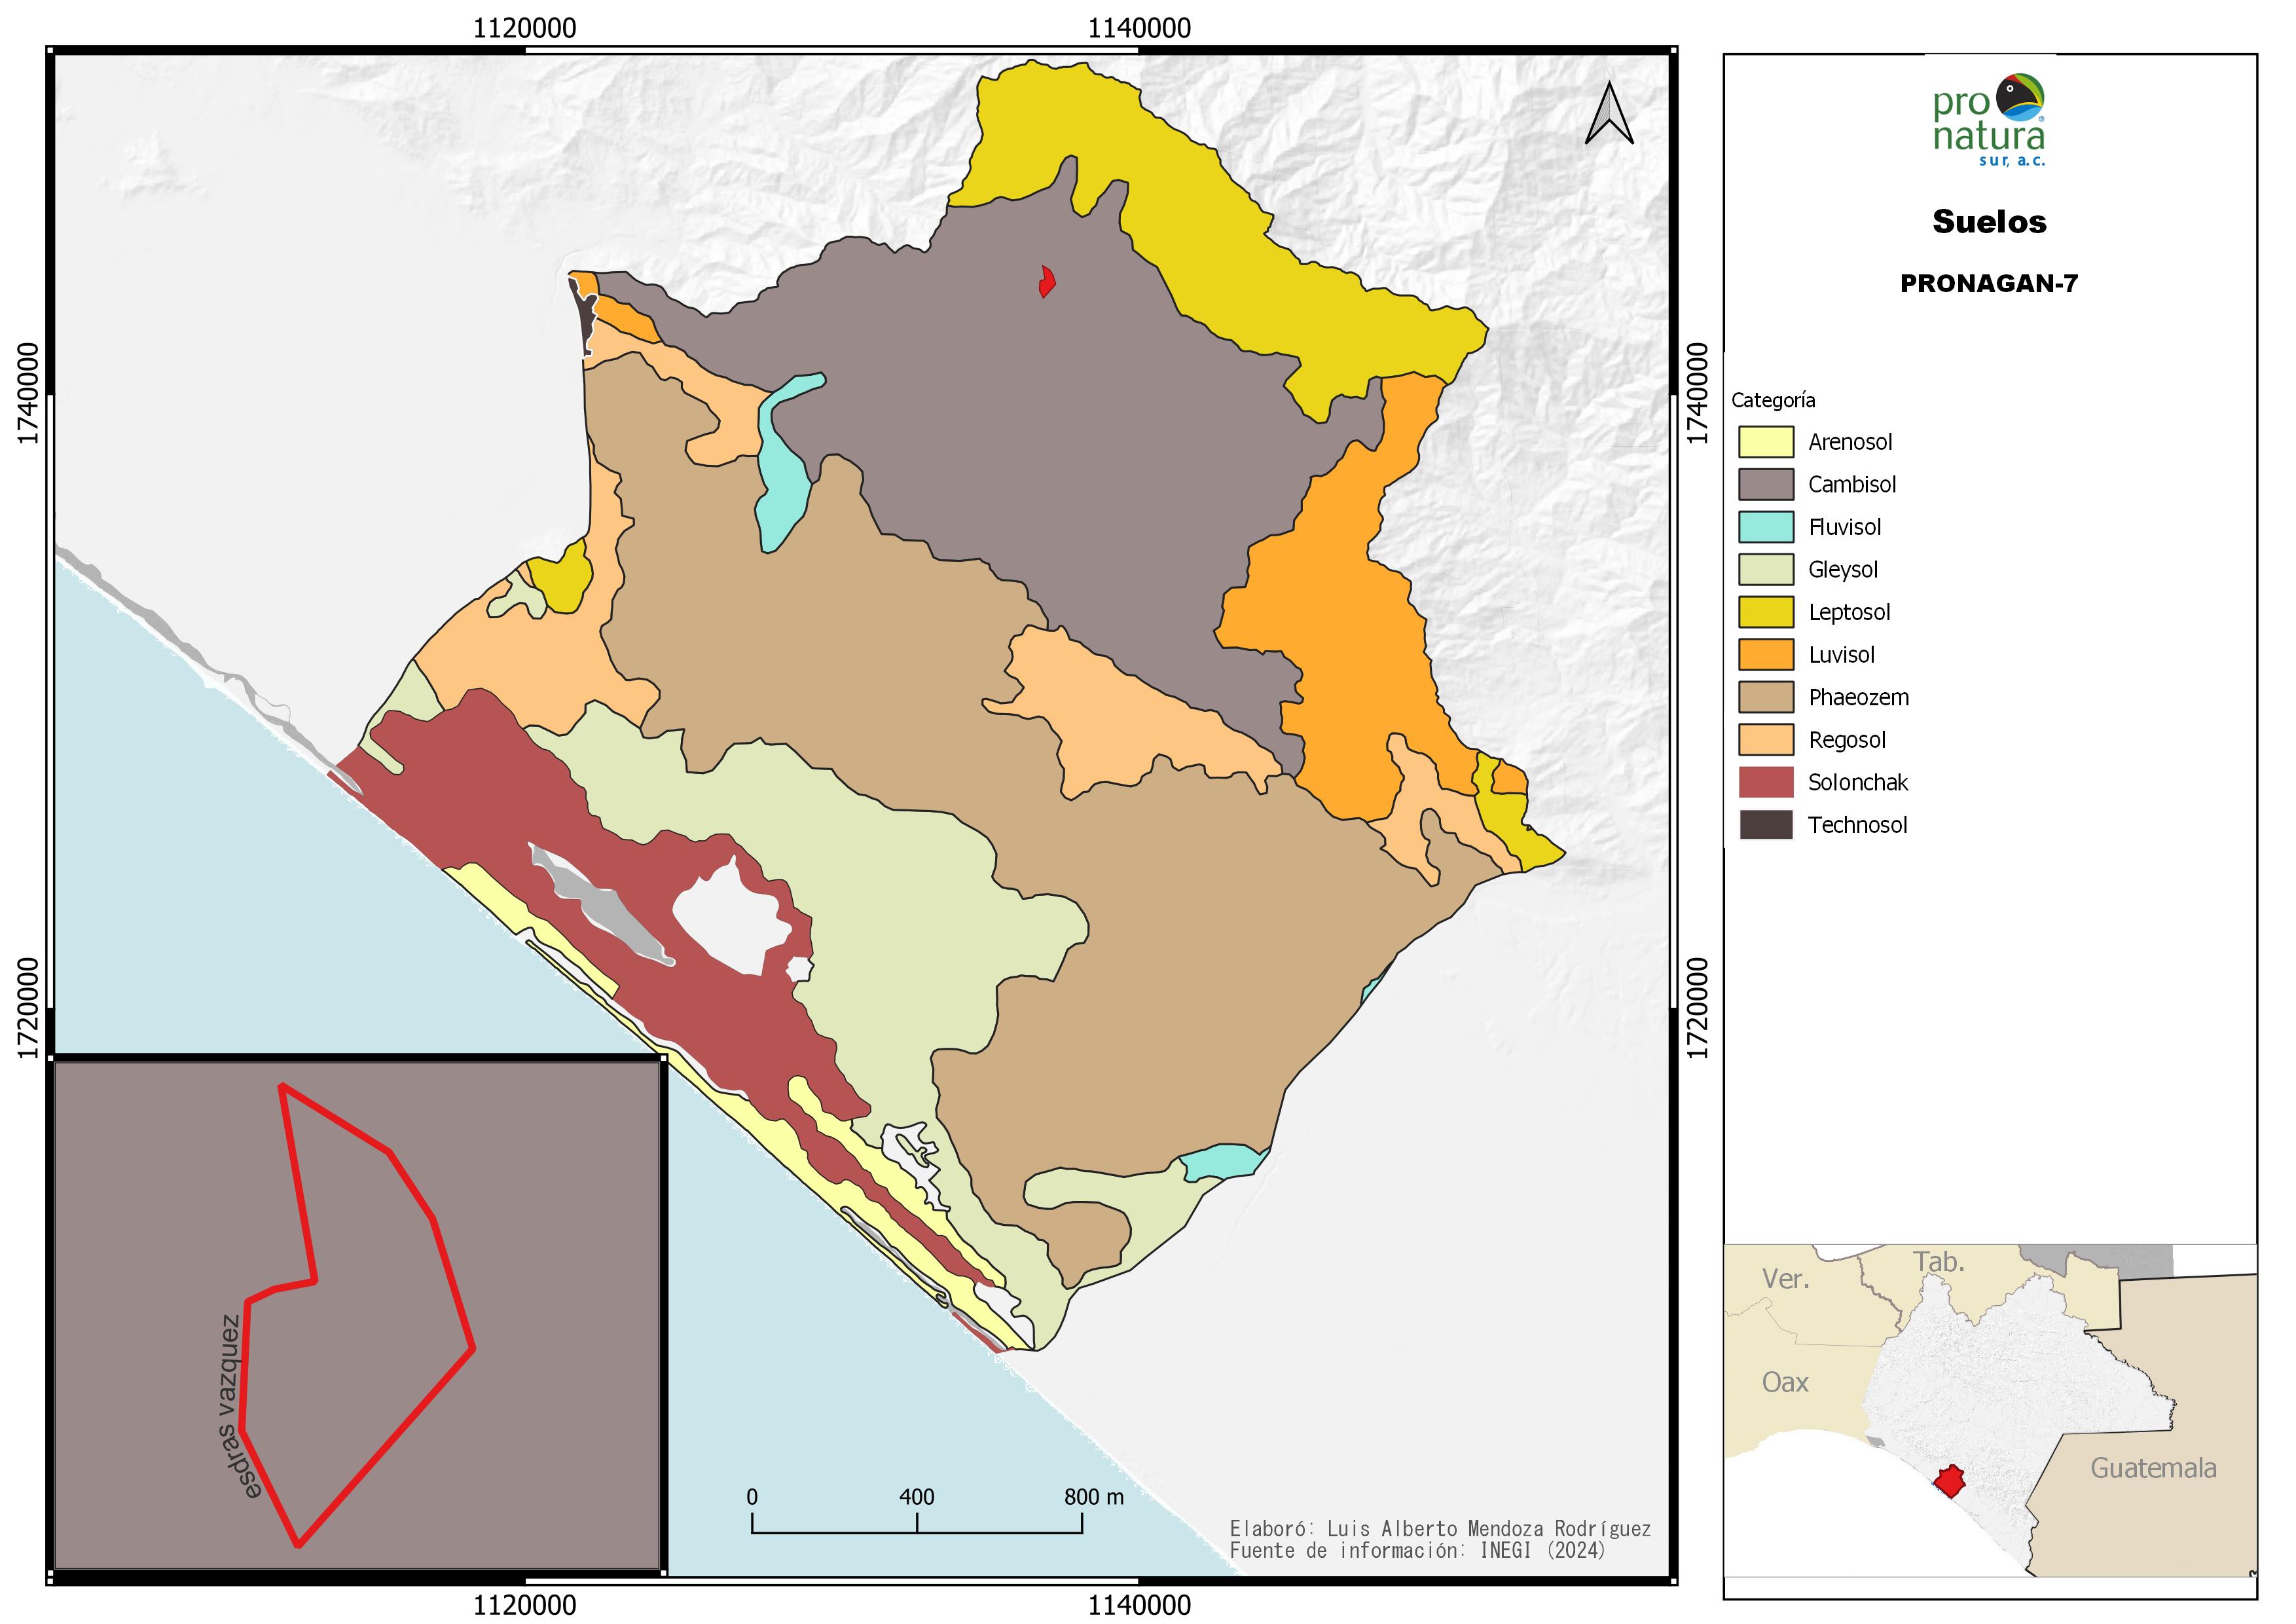 1120000
1140000
1740000
1740000
1720000
1720000
1120000
1140000
esdras vazquez
0
400
800 m
Elaboró: Luis Alberto Mendoza Rodríguez
Fuente de información: INEGI (2024)
pro
natura
sur, a.c.
Suelos
PRONAGAN-7
Categoría
Arenosol
Cambisol
Fluvisol
Gleysol
Leptosol
Luvisol
Phaeozem
Regosol
Solonchak
Technosol
Ver.
Tab.
Oax
Guatemala